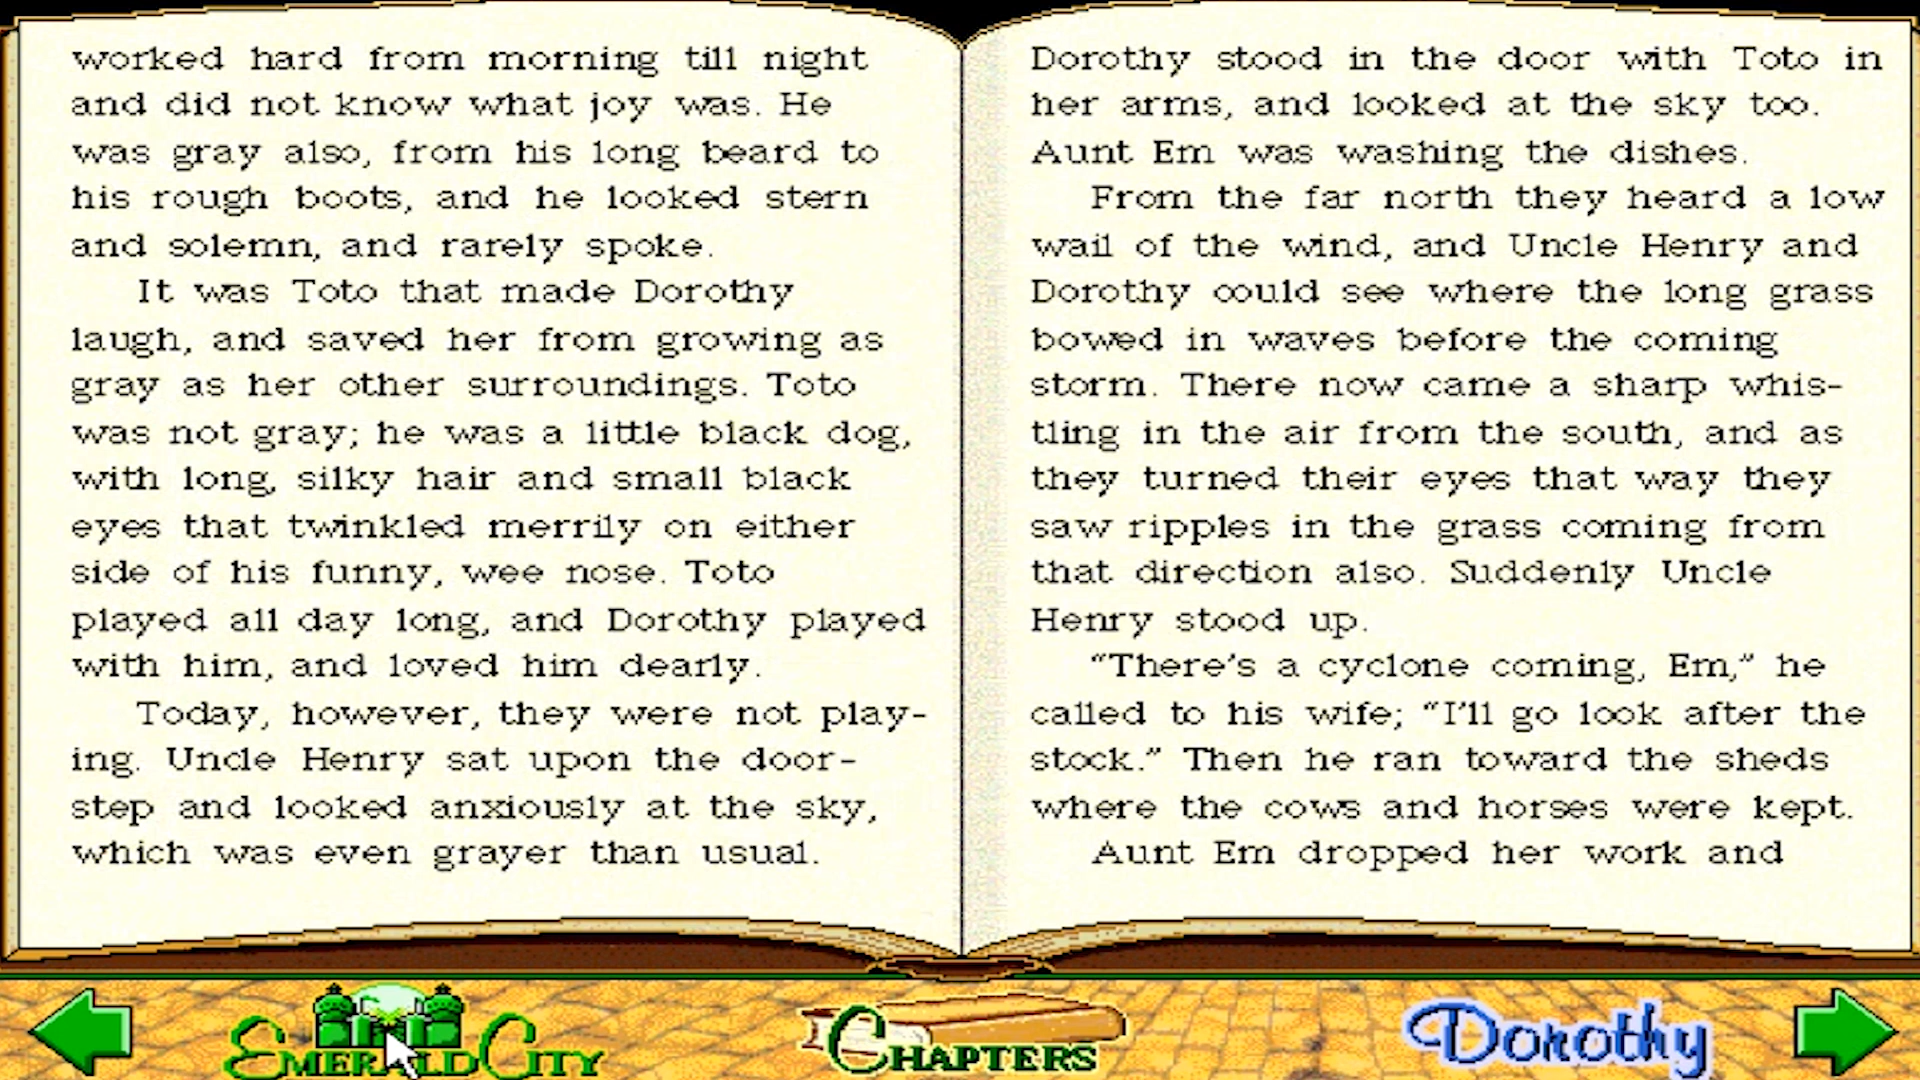 worked hard from morning till night
and did not know what joy was. He
was gray also, from his long beard to
his rough boots, and he looked stern
and solemn, and rarely spoke.
It was Toto that made Dorothy
laugh, and saved her from growing as
gray as her other surroundings. Toto
was not gray; he was a little black dog,
with long, silky hair and small black
eyes that twinkled merrily on either
side of his funny, wee nose. Toto
played all day long, and Dorothy played
with him, and loved him dearly.
Today, however, they were not play-
ing. Uncle Henry sat upon the door-
step and looked anxiously at the sky,
which was even grayer than usual.
Dorothy stood in the door with Toto in
her arms, and looked at the sky too.
Aunt Em was washing the dishes.
From the far north they heard a low
wail of the wind, and Uncle Henry and
Dorothy could see where the long grass
bowed in waves before the coming
storm. There now came a sharp whis-
tling in the air from the south, and as
they turned their eyes that way they
saw ripples in the grass coming from
that direction also. Suddenly Uncle
Henry stood up.
“There's a cyclone coming, Em,” he
called to his wife; “I'll go look after the
stock.” Then he ran toward the sheds
where the cows and horses were kept.
Aunt Em dropped her work and
EMERALD CITY
CHAPTERS
Dorothy